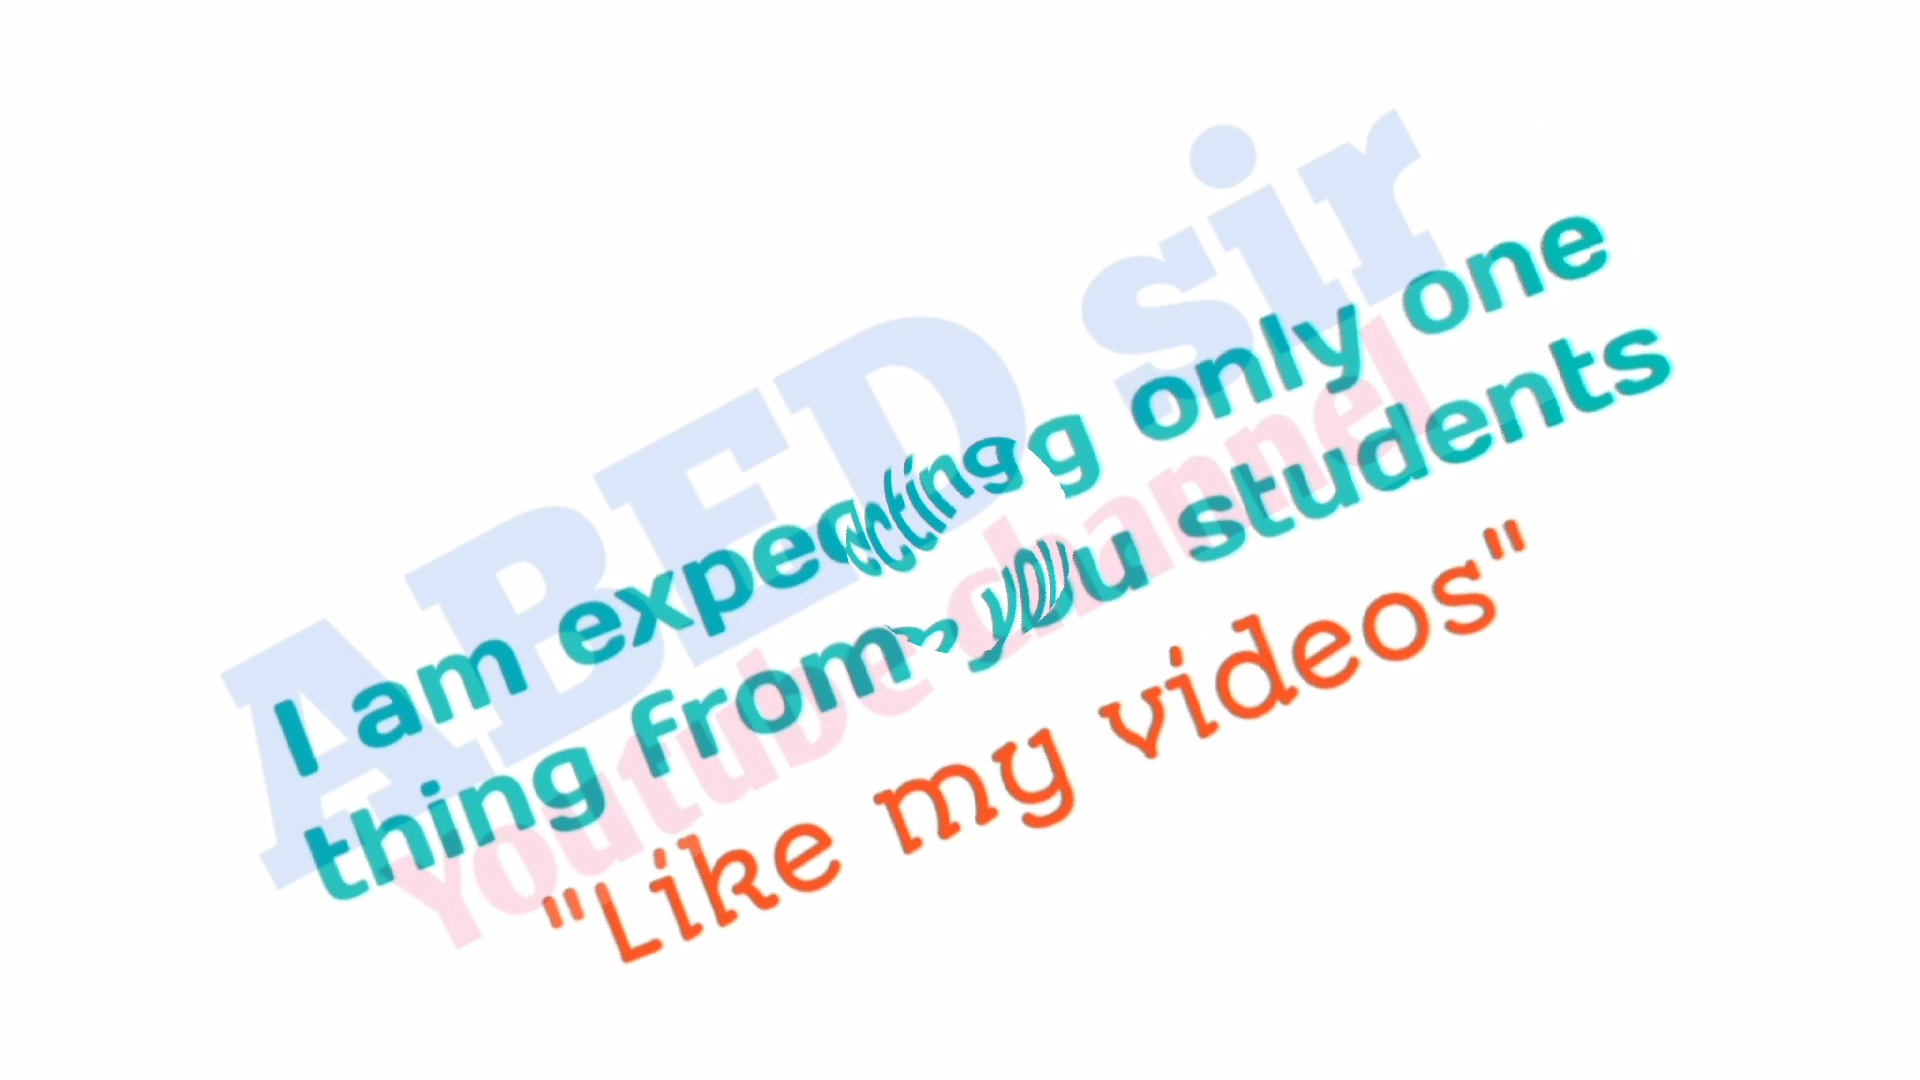 ABED sir
Youtube channel
I am expecting only one
thing from you students
"Like my videos"